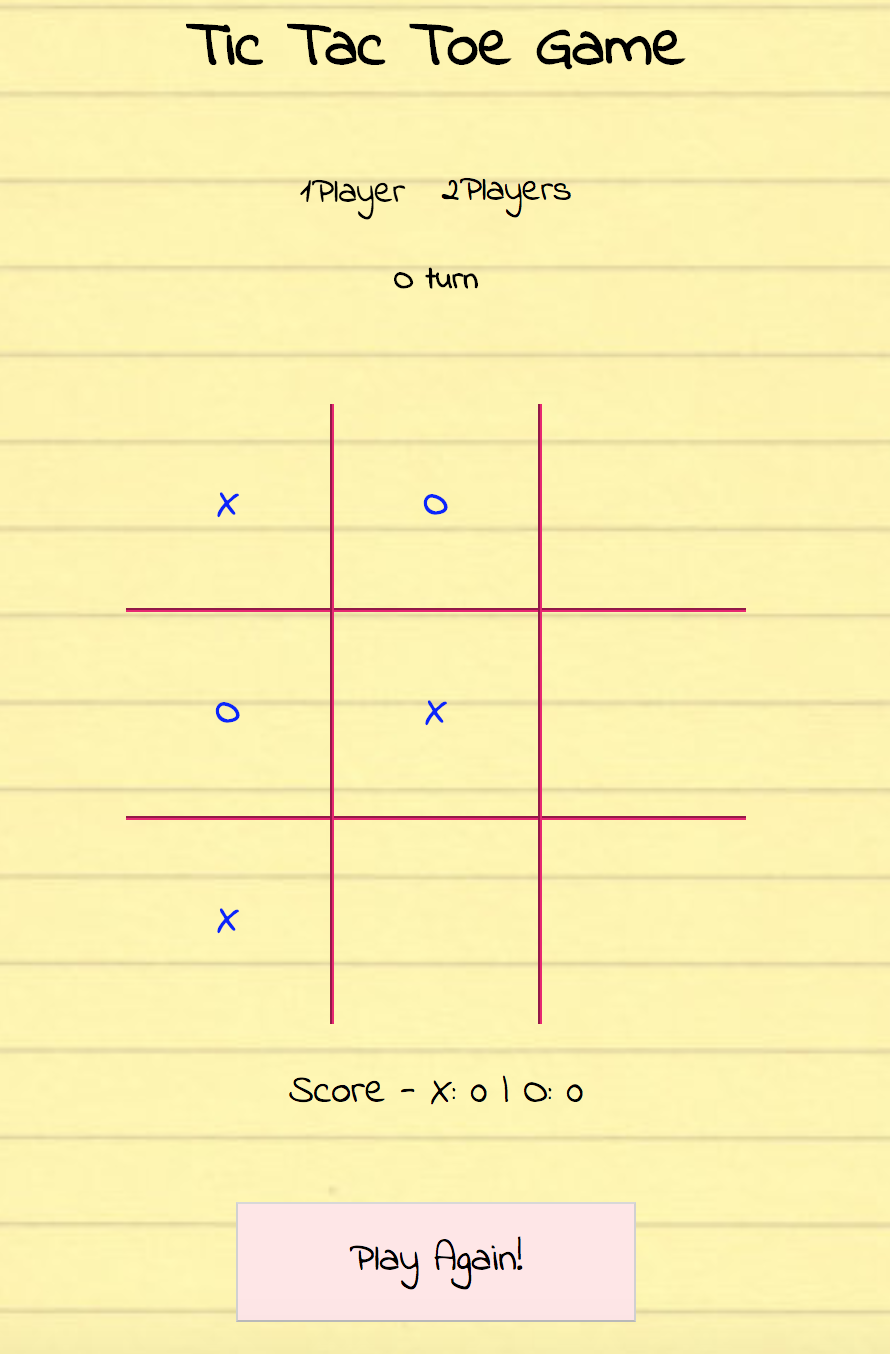 Tic Tac Toe Game
1Player 2Players
O turn
X O
O X
X
Score - X: 0 | O: 0
Play Again!